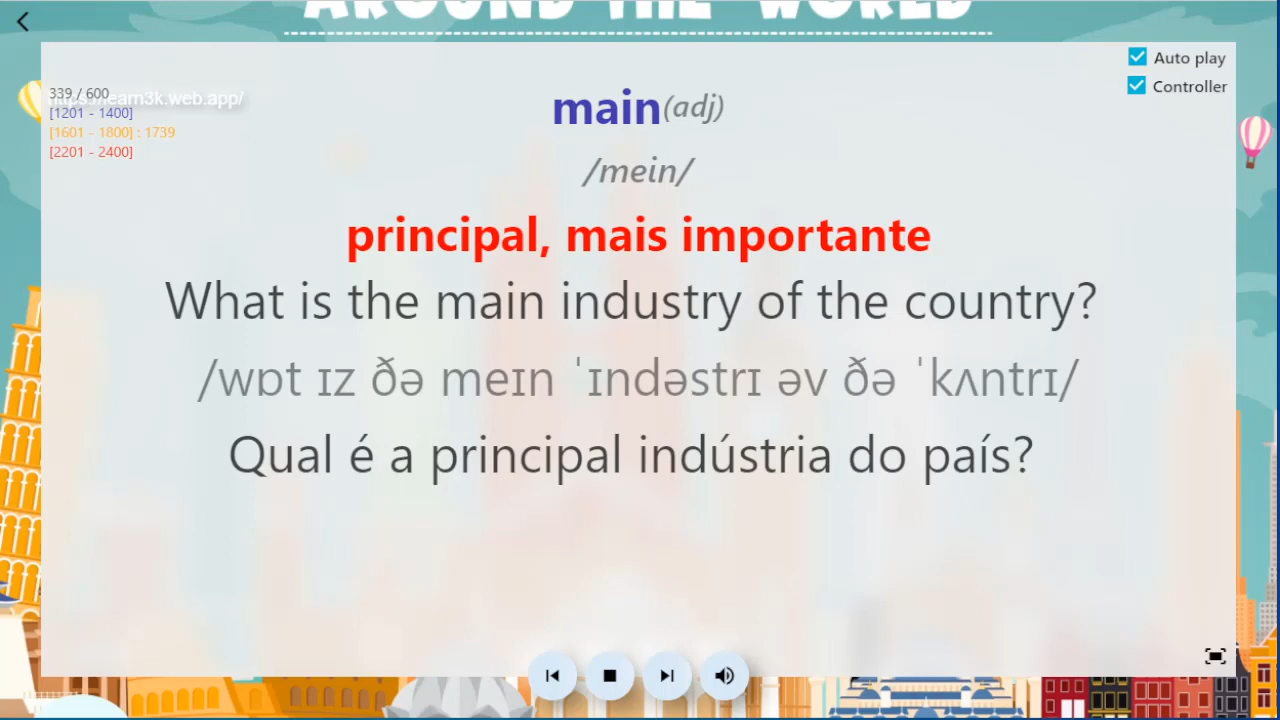 AROUND THE WORLD
Auto play
Controller
339 / 600
https://learn3k.web.app/
[1201 - 1400]
[1601 - 1800] : 1739
[2201 - 2400]
main(adj)
/mein/
principal, mais importante
What is the main industry of the country?
/wɒt ɪz ðə meɪn ˈɪndəstrɪ əv ðə ˈkʌntrɪ/
Qual é a principal indústria do país?